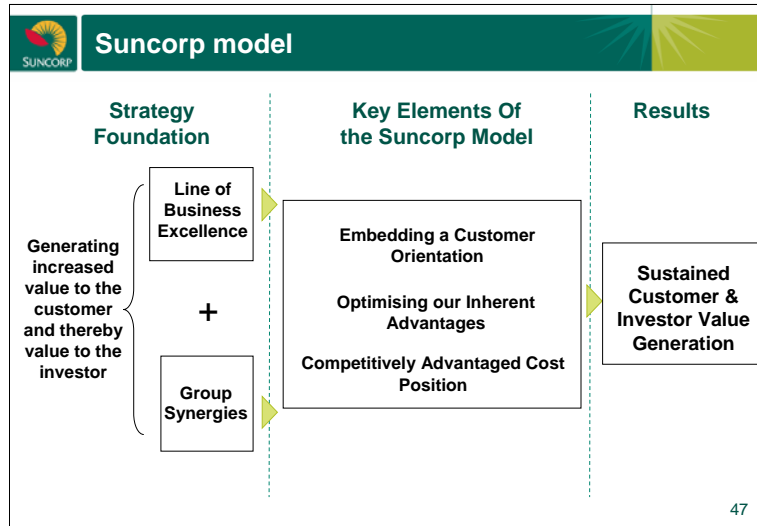 SUNCORP
Suncorp model
Strategy
Foundation
Key Elements Of
the Suncorp Model
Results
Generating
increased
value to the
customer
and thereby
value to the
investor
Line of
Business
Excellence
+
Group
Synergies
Embedding a Customer
Orientation
Optimising our Inherent
Advantages
Competitively Advantaged Cost
Position
Sustained
Customer &
Investor Value
Generation
47